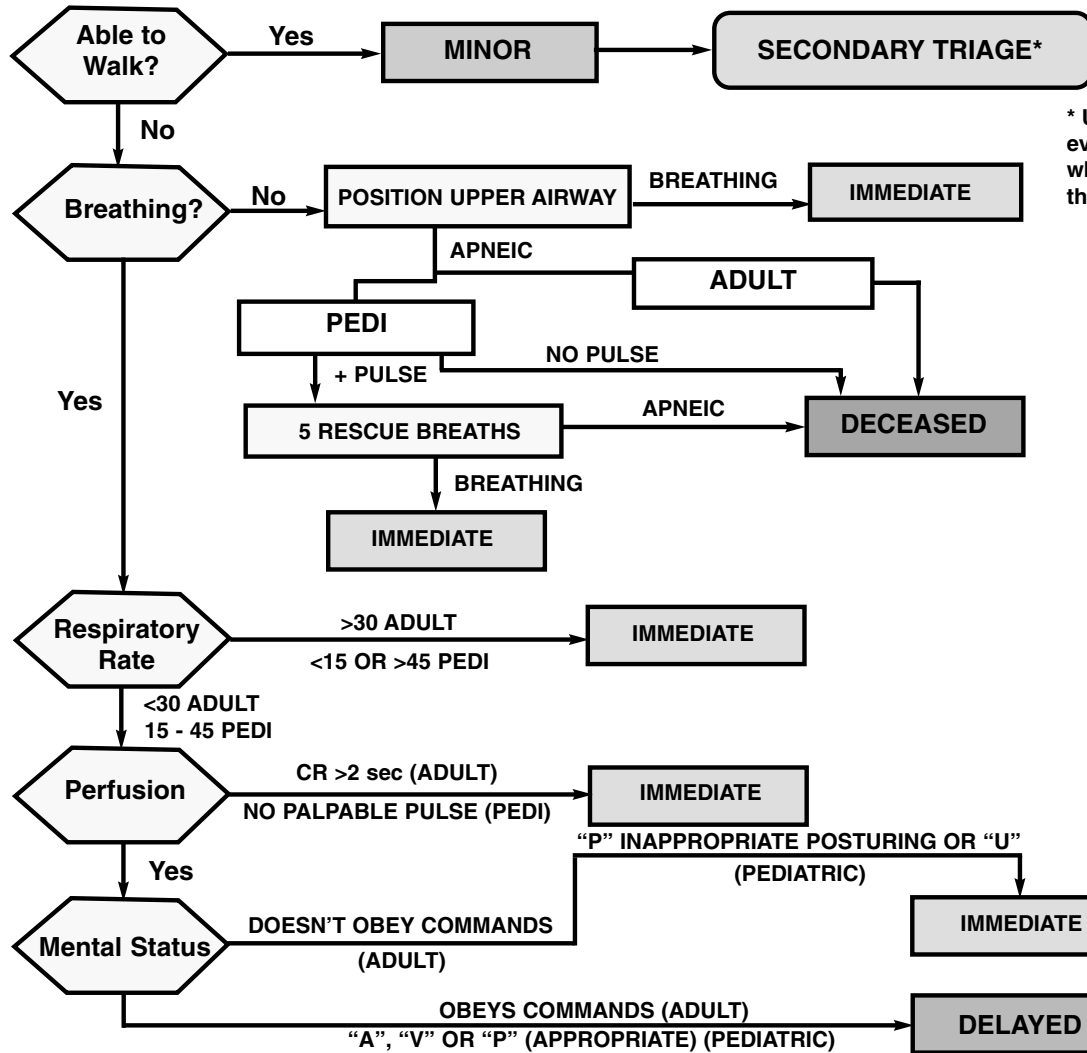 Able to
Walk?
Yes
MINOR
SECONDARY TRIAGE*
No
*
Breathing?
No
POSITION UPPER AIRWAY
BREATHING
IMMEDIATE
APNEIC
ADULT
PEDI
NO PULSE
+ PULSE
Yes
5 RESCUE BREATHS
APNEIC
DECEASED
BREATHING
IMMEDIATE
Respiratory
Rate
>30 ADULT
<15 OR >45 PEDI
IMMEDIATE
<30 ADULT
15 - 45 PEDI
Perfusion
CR >2 sec (ADULT)
NO PALPABLE PULSE (PEDI)
IMMEDIATE
Yes
“P” INAPPROPRIATE POSTURING OR “U”
(PEDIATRIC)
Mental Status
DOESN’T OBEY COMMANDS
(ADULT)
IMMEDIATE
OBEYS COMMANDS (ADULT)
“A”, “V” OR “P” (APPROPRIATE) (PEDIATRIC)
DELAYED